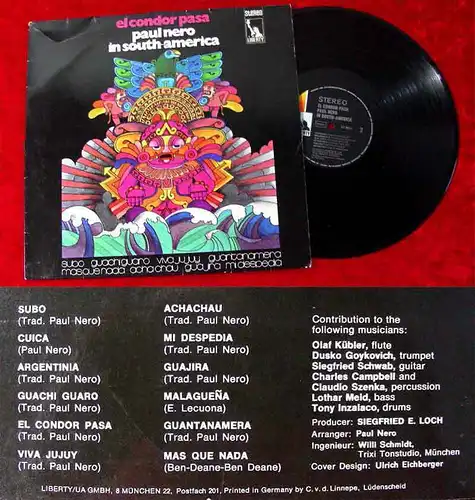 el condor pasa
paul nero
in south-america
Stereo
LIBERTY
subo guachi guaro viva jujuy guantanamera
mas que nada achachau guajira mi despedia
STEREO
EL CONDOR PASA
PAUL NERO
IN SOUTH-AMERICA
SUBO
(Trad. Paul Nero)
CUICA
(Paul Nero)
ARGENTINIA
(Trad. Paul Nero)
GUACHI GUARO
(Trad. Paul Nero)
EL CONDOR PASA
(Trad. Paul Nero)
VIVA JUJUY
(Trad. Paul Nero)
ACHACHAU
(Trad. Paul Nero)
MI DESPEDIA
(Trad. Paul Nero)
GUAJIRA
(Trad. Paul Nero)
MALAGUEÑA
(E. Lecuona)
GUANTANAMERA
(Trad. Paul Nero)
MAS QUE NADA
(Ben-Deane-Ben Deane)
Contribution to the
following musicians:
Olaf Kübler, flute
Dusko Goykovich, trumpet
Siegfried Schwab, guitar
Charles Campbell and
Claudio Szenka, percussion
Lothar Meid, bass
Tony Inzalaco, drums
Producer: SIEGFRIED E. LOCH
Arranger: Paul Nero
Ingenieur: Willi Schmidt,
Trixi Tonstudio, München
Cover Design: Ulrich Eichberger
LIBERTY/UA GMBH, 8 MÜNCHEN 22, Postfach 201, Printed in Germany by C. v. d. Linnepe, Lüdenscheid